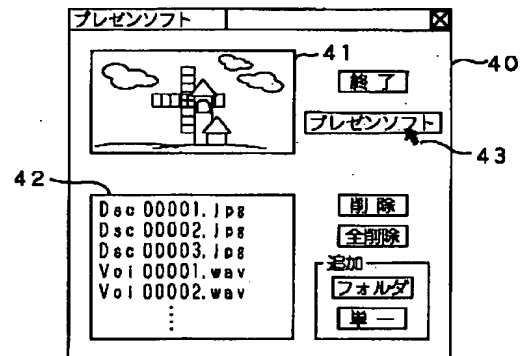 プレゼンソフト
41
40
終了
プレゼンソフト
43
42
Dsc 00001.jpg
Dsc 00002.jpg
Dsc 00003.jpg
Voi 00001.wav
Voi 00002.wav
⋮
削除
全削除
追加
フォルダ
単一